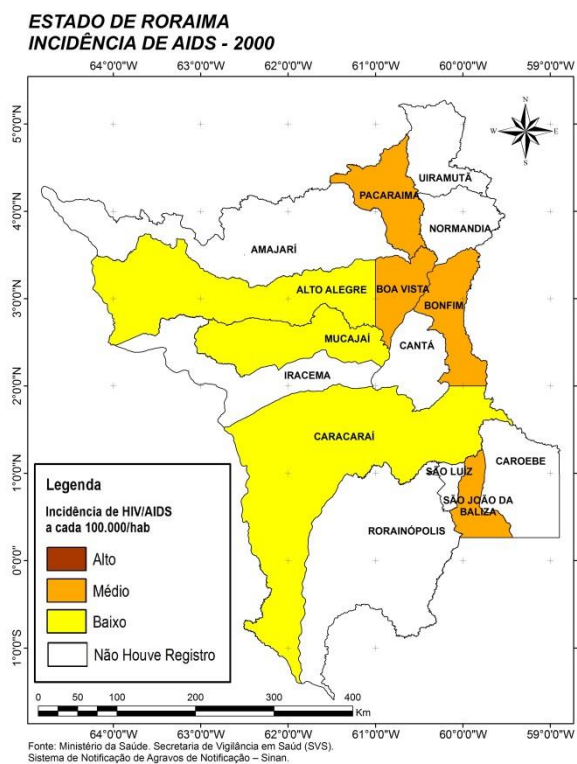 ESTADO DE RORAIMA
INCIDÊNCIA DE AIDS - 2000
64°0'0"W 63°0'0"W 62°0'0"W 61°0'0"W 60°0'0"W 59°0'0"W
5°0'0"N
4°0'0"N
3°0'0"N
2°0'0"N
1°0'0"N
0°0'0"
1°0'0"S
N
W E
S
UIRAMUTÃ
PACARAIMA
NORMANDIA
AMAJARÍ
ALTO ALEGRE
BOA VISTA
BONFIM
MUCAJAÍ
CANTÁ
IRACEMA
CARACARAÍ
CAROEBE
SÃO LUIZ
SÃO JOÃO DA
BALIZA
RORAINÓPOLIS
Legenda
Incidência de HIV/AIDS
a cada 100.000/hab
Alto
Médio
Baixo
Não Houve Registro
0 50 100 200 300 400
Km
64°0'0"W 63°0'0"W 62°0'0"W 61°0'0"W 60°0'0"W 59°0'0"W
Fonte: Ministério da Saúde. Secretaria de Vigilância em Saúd (SVS).
Sistema de Notificação de Agravos de Notificação – Sinan.